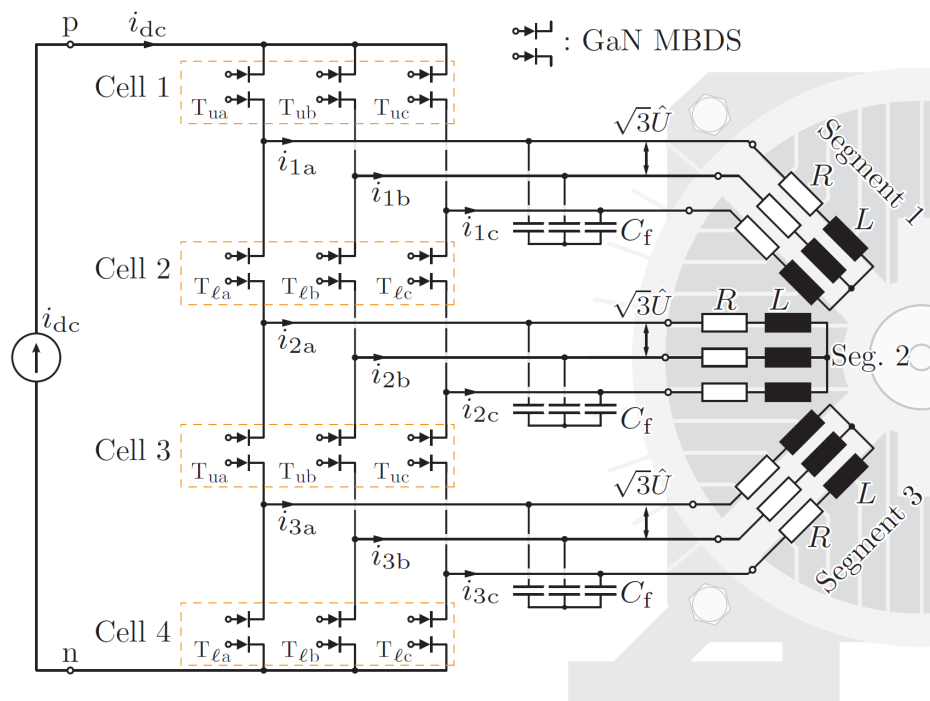 p
i_dc
: GaN MBDS
Cell 1
T_ua
T_ub
T_uc
√3Û
i_1a
i_1b
i_1c
C_f
R
L
Segment 1
Cell 2
T_ℓa
T_ℓb
T_ℓc
i_dc
√3Û
R
L
i_2a
i_2b
Seg. 2
i_2c
C_f
Cell 3
T_ua
T_ub
T_uc
√3Û
i_3a
i_3b
i_3c
C_f
L
R
Segment 3
Cell 4
T_ℓa
T_ℓb
T_ℓc
n